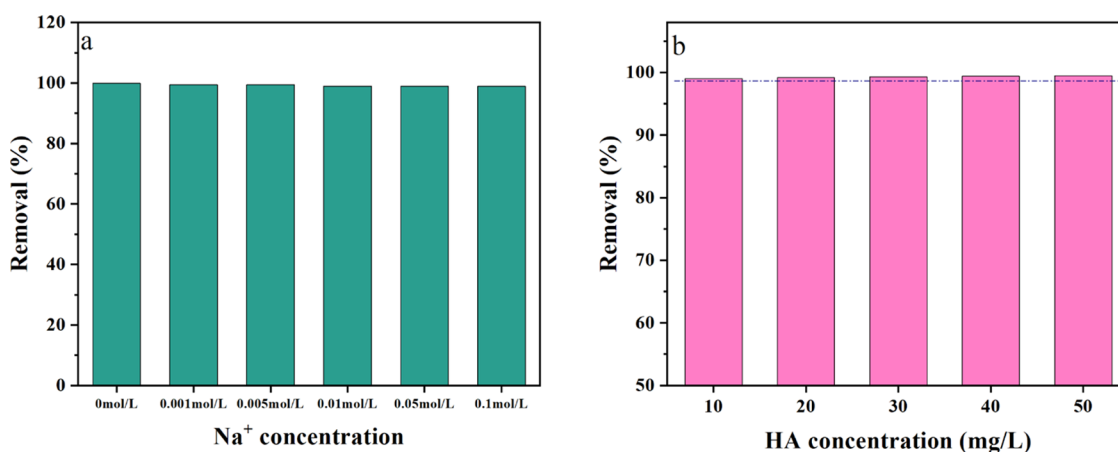 a
120
100
80
60
40
20
0
Removal (%)
0mol/L 0.001mol/L 0.005mol/L 0.01mol/L 0.05mol/L 0.1mol/L
Na⁺ concentration
b
100
90
80
70
60
50
Removal (%)
10 20 30 40 50
HA concentration (mg/L)